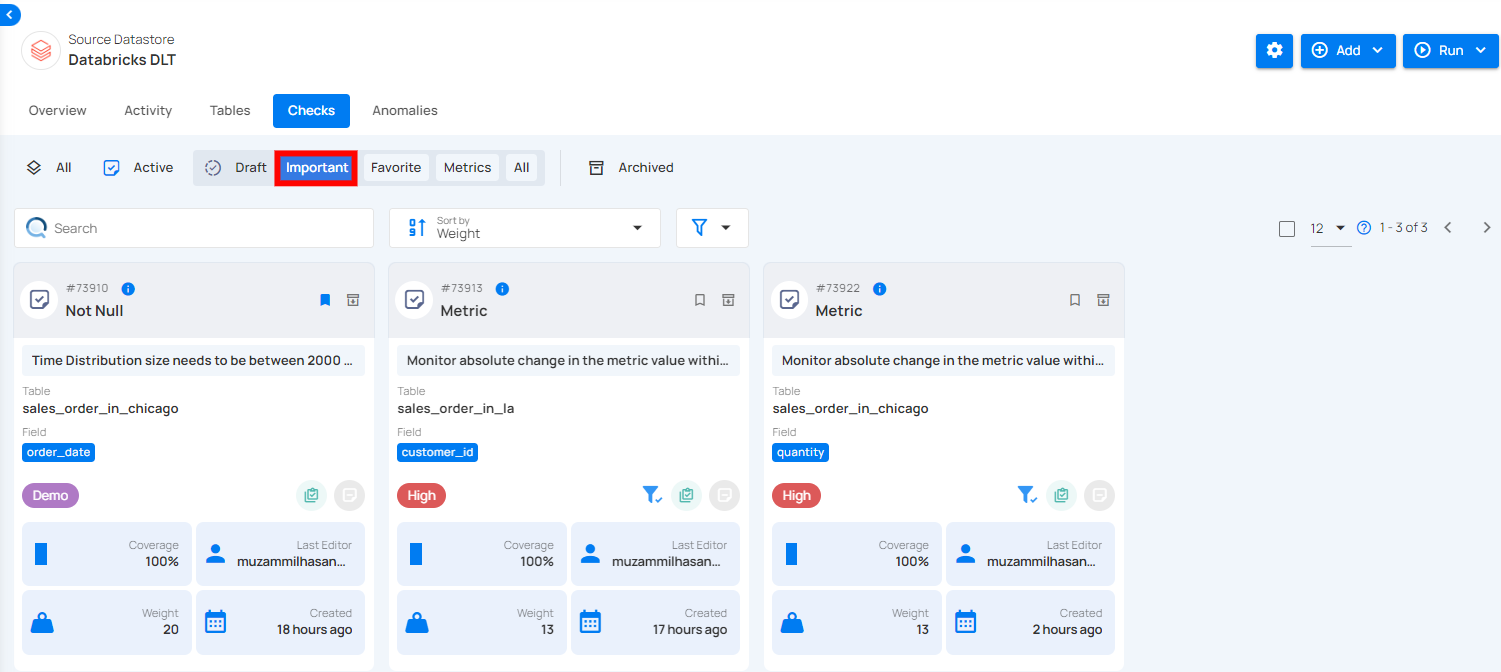 Source Datastore
Databricks DLT
Add
Run
Overview
Activity
Tables
Checks
Anomalies
All
Active
Draft
Important
Favorite
Metrics
All
Archived
Search
Sort by
Weight
12
1 - 3 of 3
#73910
Not Null
Time Distribution size needs to be between 2000 ...
Table
sales_order_in_chicago
Field
order_date
Demo
Coverage
100%
Last Editor
muzammilhasan...
Weight
20
Created
18 hours ago
#73913
Metric
Monitor absolute change in the metric value withi...
Table
sales_order_in_la
Field
customer_id
High
Coverage
100%
Last Editor
muzammilhasan...
Weight
13
Created
17 hours ago
#73922
Metric
Monitor absolute change in the metric value withi...
Table
sales_order_in_chicago
Field
quantity
High
Coverage
100%
Last Editor
muzammilhasan...
Weight
13
Created
2 hours ago